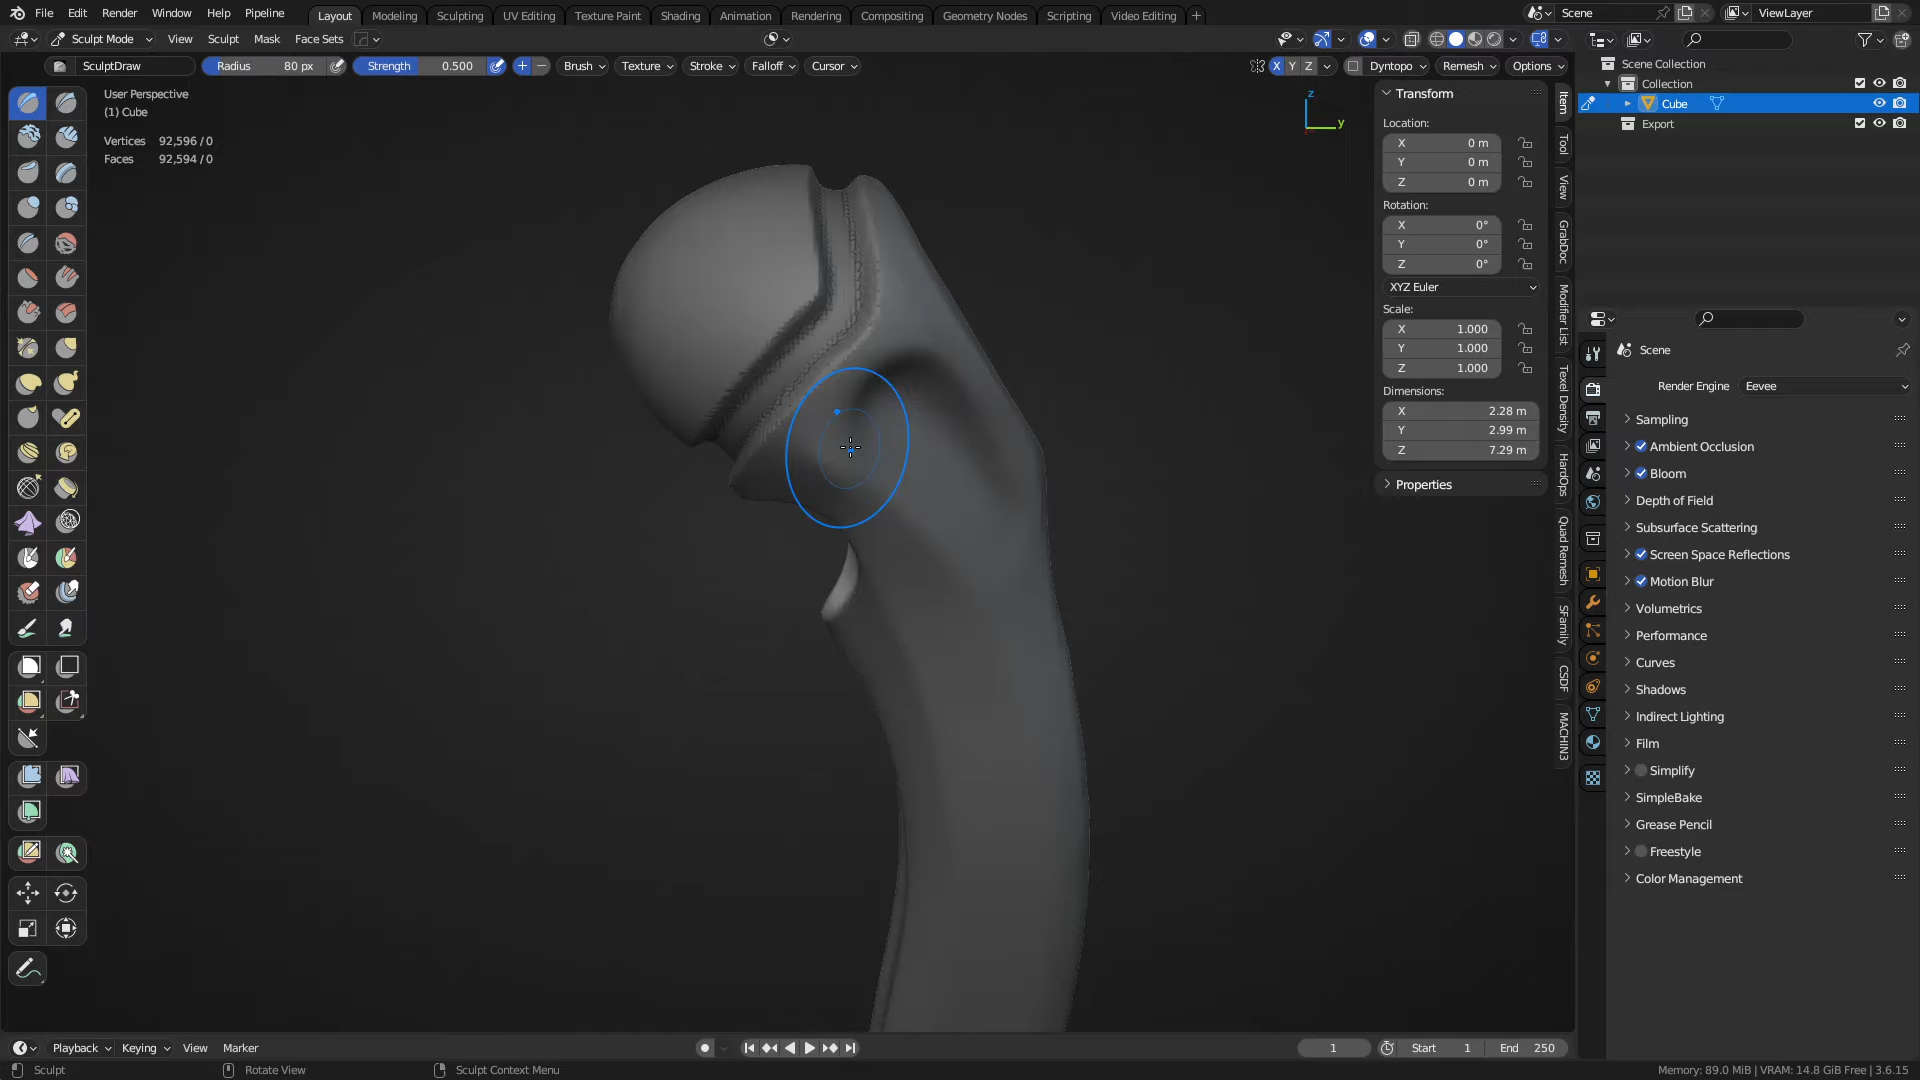 File Edit Render Window Help Pipeline Layout Modeling Sculpting UV Editing Texture Paint Shading Animation Rendering Compositing Geometry Nodes Scripting Video Editing + Scene ViewLayer
Sculpt Mode View Sculpt Mask Face Sets
SculptDraw Radius 80 px Strength 0.500 + − Brush Texture Stroke Falloff Cursor X Y Z Dyntopo Remesh Options
User Perspective
(1) Cube
Vertices 92,596 / 0
Faces 92,594 / 0
z
y
Transform
Location:
X 0 m
Y 0 m
Z 0 m
Rotation:
X 0°
Y 0°
Z 0°
XYZ Euler
Scale:
X 1.000
Y 1.000
Z 1.000
Dimensions:
X 2.28 m
Y 2.99 m
Z 7.29 m
Properties
Item
Tool
View
GrabDoc
Modifier List
Texel Density
HardOps
Quad Remesh
SFamily
CSDF
MACHIN3
Scene Collection
Collection
Cube
Export
Scene
Render Engine Eevee
Sampling
Ambient Occlusion
Bloom
Depth of Field
Subsurface Scattering
Screen Space Reflections
Motion Blur
Volumetrics
Performance
Curves
Shadows
Indirect Lighting
Film
Simplify
SimpleBake
Grease Pencil
Freestyle
Color Management
Playback Keying View Marker 1 Start 1 End 250
Sculpt Rotate View Sculpt Context Menu Memory: 89.0 MiB | VRAM: 14.8 GiB Free | 3.6.15